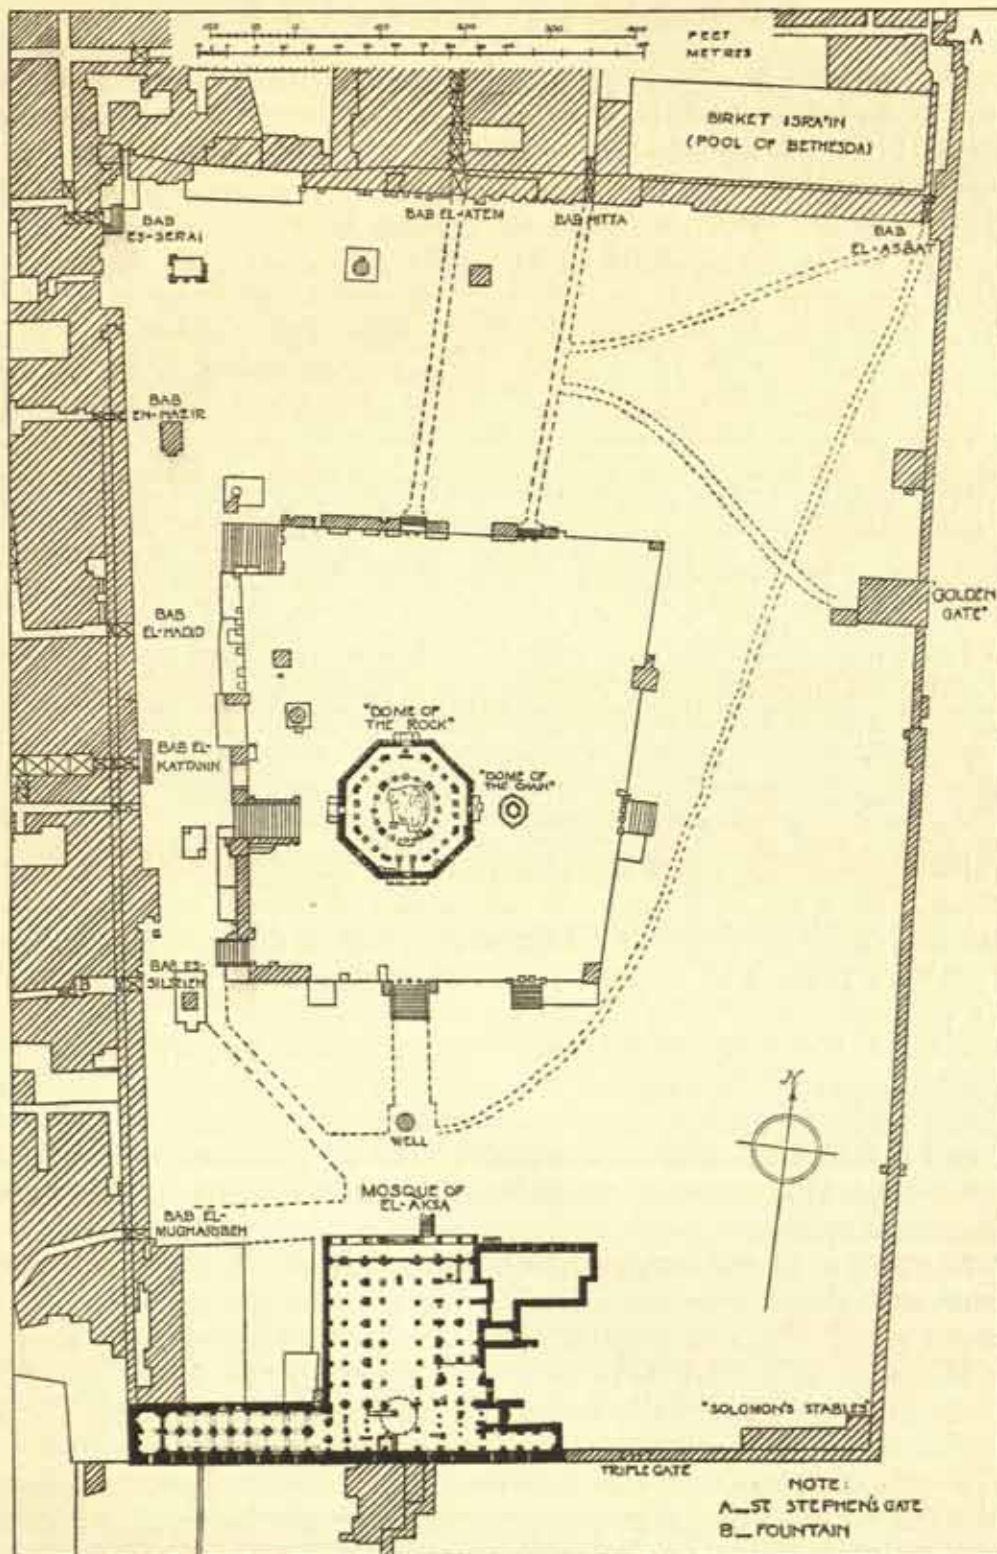 FEET
METRES
A
BIRKET ISRA'IN
(POOL OF BETHESDA)
BAB
ES-SERAI
BAB EL-ATEM
BAB HITTA
BAB
EL-ASBAT
BAB
EN-NAZIR
"GOLDEN
GATE"
BAB
EL-HADID
"DOME OF
THE ROCK"
BAB EL-
KATTANIN
"DOME OF
THE CHAIN"
BAB ES-
SILSELEH
B
N
WELL
MOSQUE OF
EL-AKSA
BAB EL-
MUGHARIBEH
"SOLOMON'S STABLES"
TRIPLE GATE
NOTE:
A_ST STEPHEN'S GATE
B_FOUNTAIN